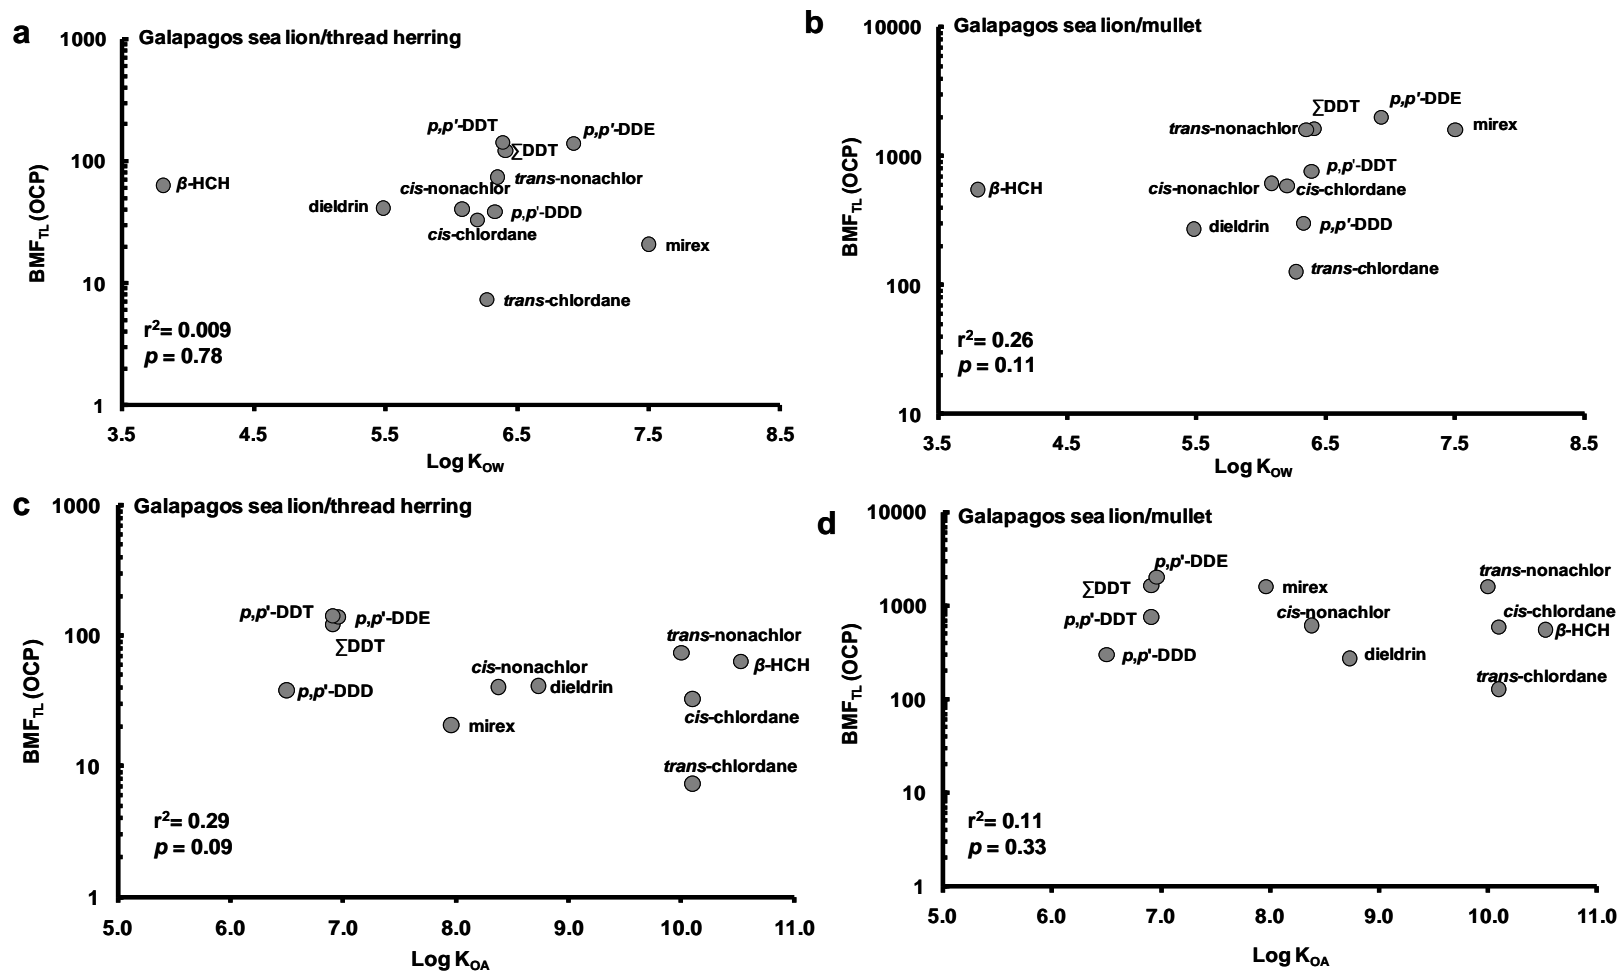 a
Galapagos sea lion/thread herring
1000
100
10
1
BMFTL (OCP)
p,p'-DDT
p,p'-DDE
∑DDT
β-HCH
trans-nonachlor
cis-nonachlor
dieldrin
p,p'-DDD
cis-chlordane
mirex
trans-chlordane
r²= 0.009
p = 0.78
3.5 4.5 5.5 6.5 7.5 8.5
Log KOW
b
Galapagos sea lion/mullet
10000
1000
100
10
BMFTL (OCP)
p,p'-DDE
∑DDT
trans-nonachlor
mirex
p,p'-DDT
β-HCH
cis-nonachlor
cis-chlordane
dieldrin
p,p'-DDD
trans-chlordane
r²= 0.26
p = 0.11
3.5 4.5 5.5 6.5 7.5 8.5
Log KOW
c
Galapagos sea lion/thread herring
1000
100
10
1
BMFTL (OCP)
p,p'-DDT
p,p'-DDE
∑DDT
trans-nonachlor
cis-nonachlor
β-HCH
p,p'-DDD
dieldrin
cis-chlordane
mirex
trans-chlordane
r²= 0.29
p = 0.09
5.0 6.0 7.0 8.0 9.0 10.0 11.0
Log KOA
d
Galapagos sea lion/mullet
10000
1000
100
10
1
BMFTL (OCP)
p,p'-DDE
∑DDT
mirex
trans-nonachlor
p,p'-DDT
cis-nonachlor
cis-chlordane
β-HCH
p,p'-DDD
dieldrin
trans-chlordane
r²= 0.11
p = 0.33
5.0 6.0 7.0 8.0 9.0 10.0 11.0
Log KOA